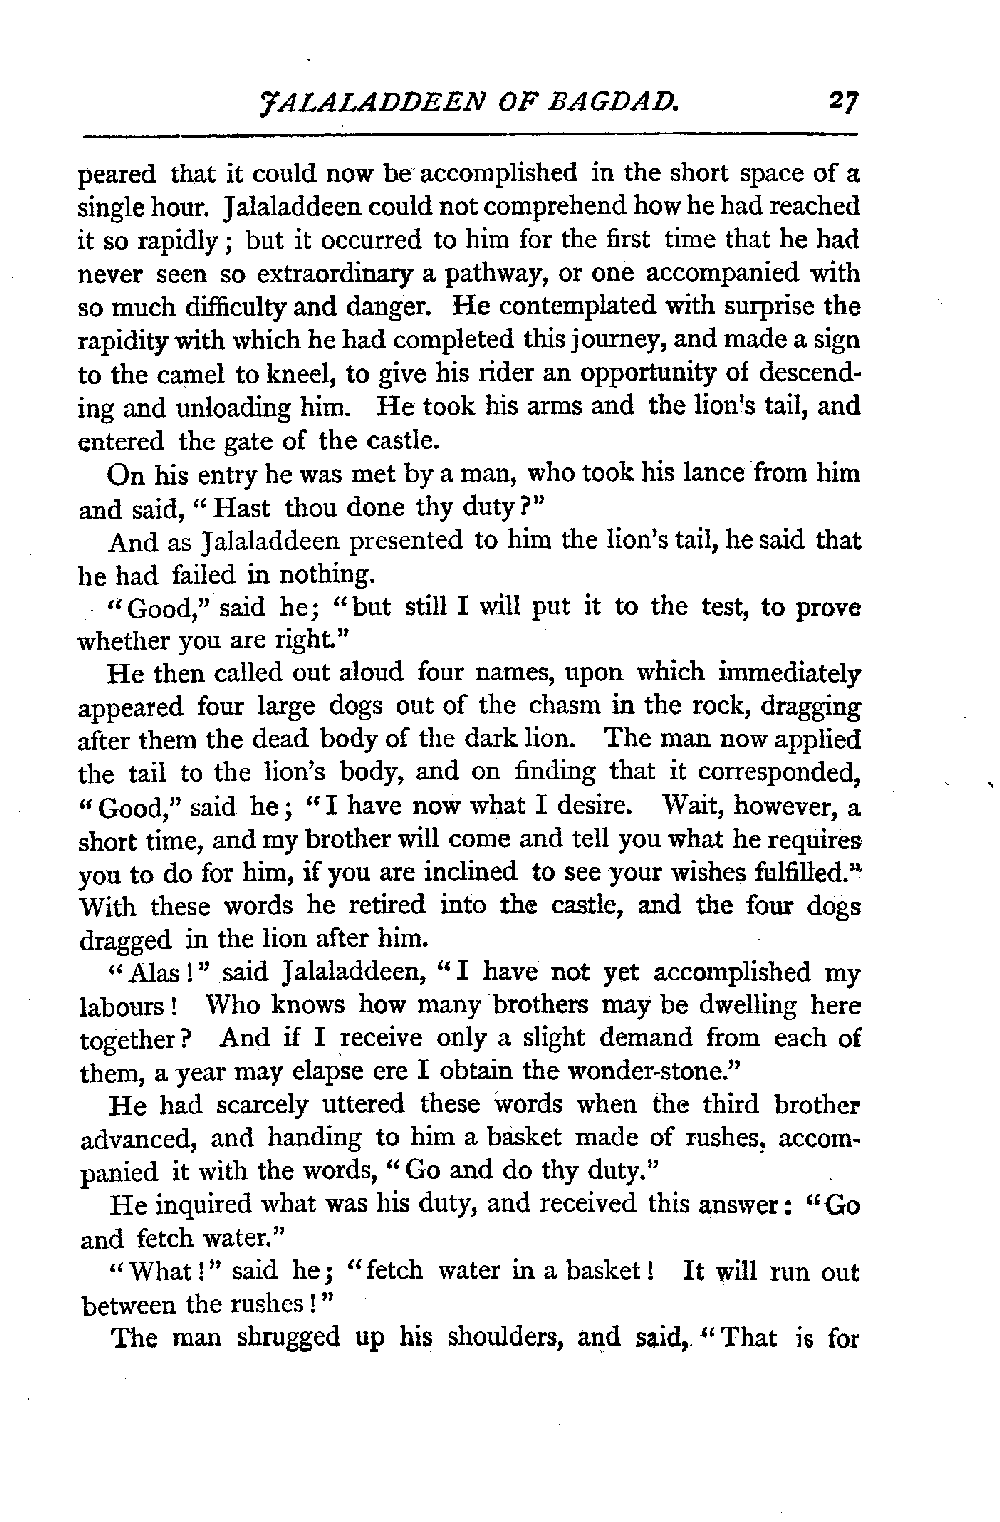 JALALADDEEN OF BAGDAD. 27
peared that it could now be accomplished in the short space of a
single hour. Jalaladdeen could not comprehend how he had reached
it so rapidly; but it occurred to him for the first time that he had
never seen so extraordinary a pathway, or one accompanied with
so much difficulty and danger. He contemplated with surprise the
rapidity with which he had completed this journey, and made a sign
to the camel to kneel, to give his rider an opportunity of descend-
ing and unloading him. He took his arms and the lion's tail, and
entered the gate of the castle.
On his entry he was met by a man, who took his lance from him
and said, "Hast thou done thy duty?"
And as Jalaladdeen presented to him the lion's tail, he said that
he had failed in nothing.
"Good," said he; "but still I will put it to the test, to prove
whether you are right."
He then called out aloud four names, upon which immediately
appeared four large dogs out of the chasm in the rock, dragging
after them the dead body of the dark lion. The man now applied
the tail to the lion's body, and on finding that it corresponded,
"Good," said he; "I have now what I desire. Wait, however, a
short time, and my brother will come and tell you what he requires
you to do for him, if you are inclined to see your wishes fulfilled."
With these words he retired into the castle, and the four dogs
dragged in the lion after him.
"Alas!" said Jalaladdeen, "I have not yet accomplished my
labours! Who knows how many brothers may be dwelling here
together? And if I receive only a slight demand from each of
them, a year may elapse ere I obtain the wonder-stone."
He had scarcely uttered these words when the third brother
advanced, and handing to him a basket made of rushes, accom-
panied it with the words, "Go and do thy duty."
He inquired what was his duty, and received this answer: "Go
and fetch water."
"What!" said he; "fetch water in a basket! It will run out
between the rushes!"
The man shrugged up his shoulders, and said, "That is for